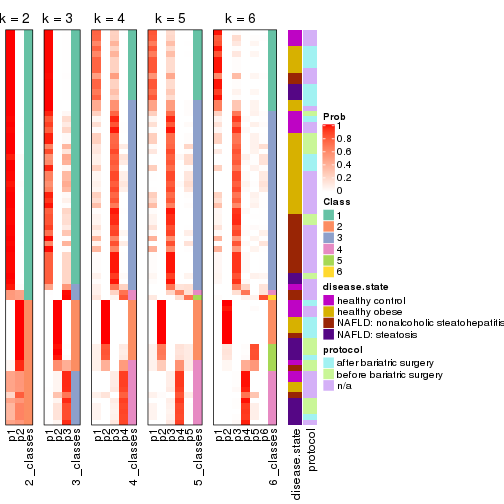 k = 2 k = 3 k = 4 k = 5 k = 6
Prob
1
0.8
0.6
0.4
0.2
0
Class
1
2
3
4
5
6
disease.state
healthy control
healthy obese
NAFLD: nonalcoholic steatohepatitis
NAFLD: steatosis
protocol
after bariatric surgery
before bariatric surgery
n/a
p1
p2
2_classes
p1
p2
p3
3_classes
p1
p2
p3
p4
4_classes
p1
p2
p3
p4
p5
5_classes
p1
p2
p3
p4
p5
p6
6_classes
disease.state
protocol